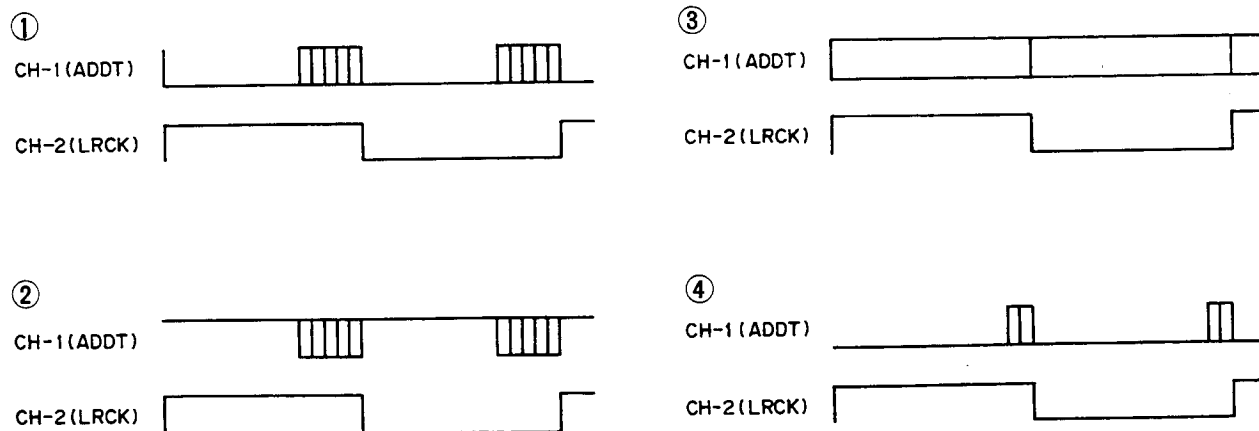 ①
CH-1(ADDT)
CH-2(LRCK)
②
CH-1(ADDT)
CH-2(LRCK)
③
CH-1(ADDT)
CH-2(LRCK)
④
CH-1(ADDT)
CH-2(LRCK)